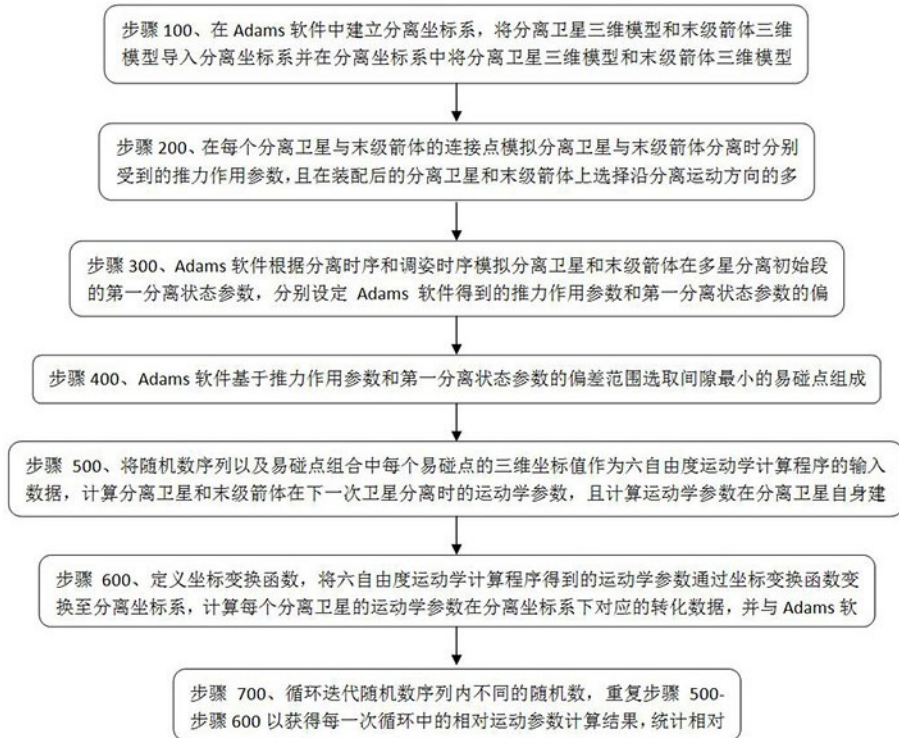 步骤 100、在 Adams 软件中建立分离坐标系，将分离卫星三维模型和末级箭体三维
模型导入分离坐标系并在分离坐标系中将分离卫星三维模型和末级箭体三维模型
步骤 200、在每个分离卫星与末级箭体的连接点模拟分离卫星与末级箭体分离时分别
受到的推力作用参数，且在装配后的分离卫星和末级箭体上选择沿分离运动方向的多
步骤 300、Adams 软件根据分离时序和调姿时序模拟分离卫星和末级箭体在多星分离初始段
的第一分离状态参数，分别设定 Adams 软件得到的推力作用参数和第一分离状态参数的偏
步骤 400、Adams 软件基于推力作用参数和第一分离状态参数的偏差范围选取间隙最小的易碰点组成
步骤 500、将随机数序列以及易碰点组合中每个易碰点的三维坐标值作为六自由度运动学计算程序的输入
数据，计算分离卫星和末级箭体在下一次卫星分离时的运动学参数，且计算运动学参数在分离卫星自身建
步骤 600、定义坐标变换函数，将六自由度运动学计算程序得到的运动学参数通过坐标变换函数变
换至分离坐标系，计算每个分离卫星的运动学参数在分离坐标系下对应的转化数据，并与 Adams 软
步骤 700、循环迭代随机数序列内不同的随机数，重复步骤 500-
步骤 600 以获得每一次循环中的相对运动参数计算结果，统计相对